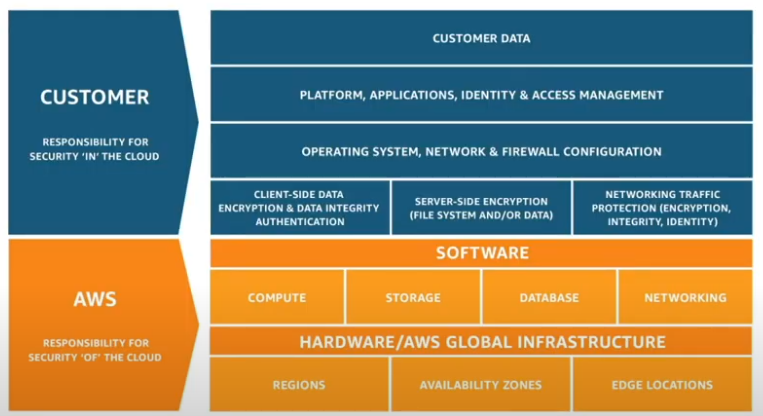 CUSTOMER
RESPONSIBILITY FOR
SECURITY ‘IN’ THE CLOUD
CUSTOMER DATA
PLATFORM, APPLICATIONS, IDENTITY & ACCESS MANAGEMENT
OPERATING SYSTEM, NETWORK & FIREWALL CONFIGURATION
CLIENT-SIDE DATA
ENCRYPTION & DATA INTEGRITY
AUTHENTICATION
SERVER-SIDE ENCRYPTION
(FILE SYSTEM AND/OR DATA)
NETWORKING TRAFFIC
PROTECTION (ENCRYPTION,
INTEGRITY, IDENTITY)
AWS
RESPONSIBILITY FOR
SECURITY ‘OF’ THE CLOUD
SOFTWARE
COMPUTE
STORAGE
DATABASE
NETWORKING
HARDWARE/AWS GLOBAL INFRASTRUCTURE
REGIONS
AVAILABILITY ZONES
EDGE LOCATIONS